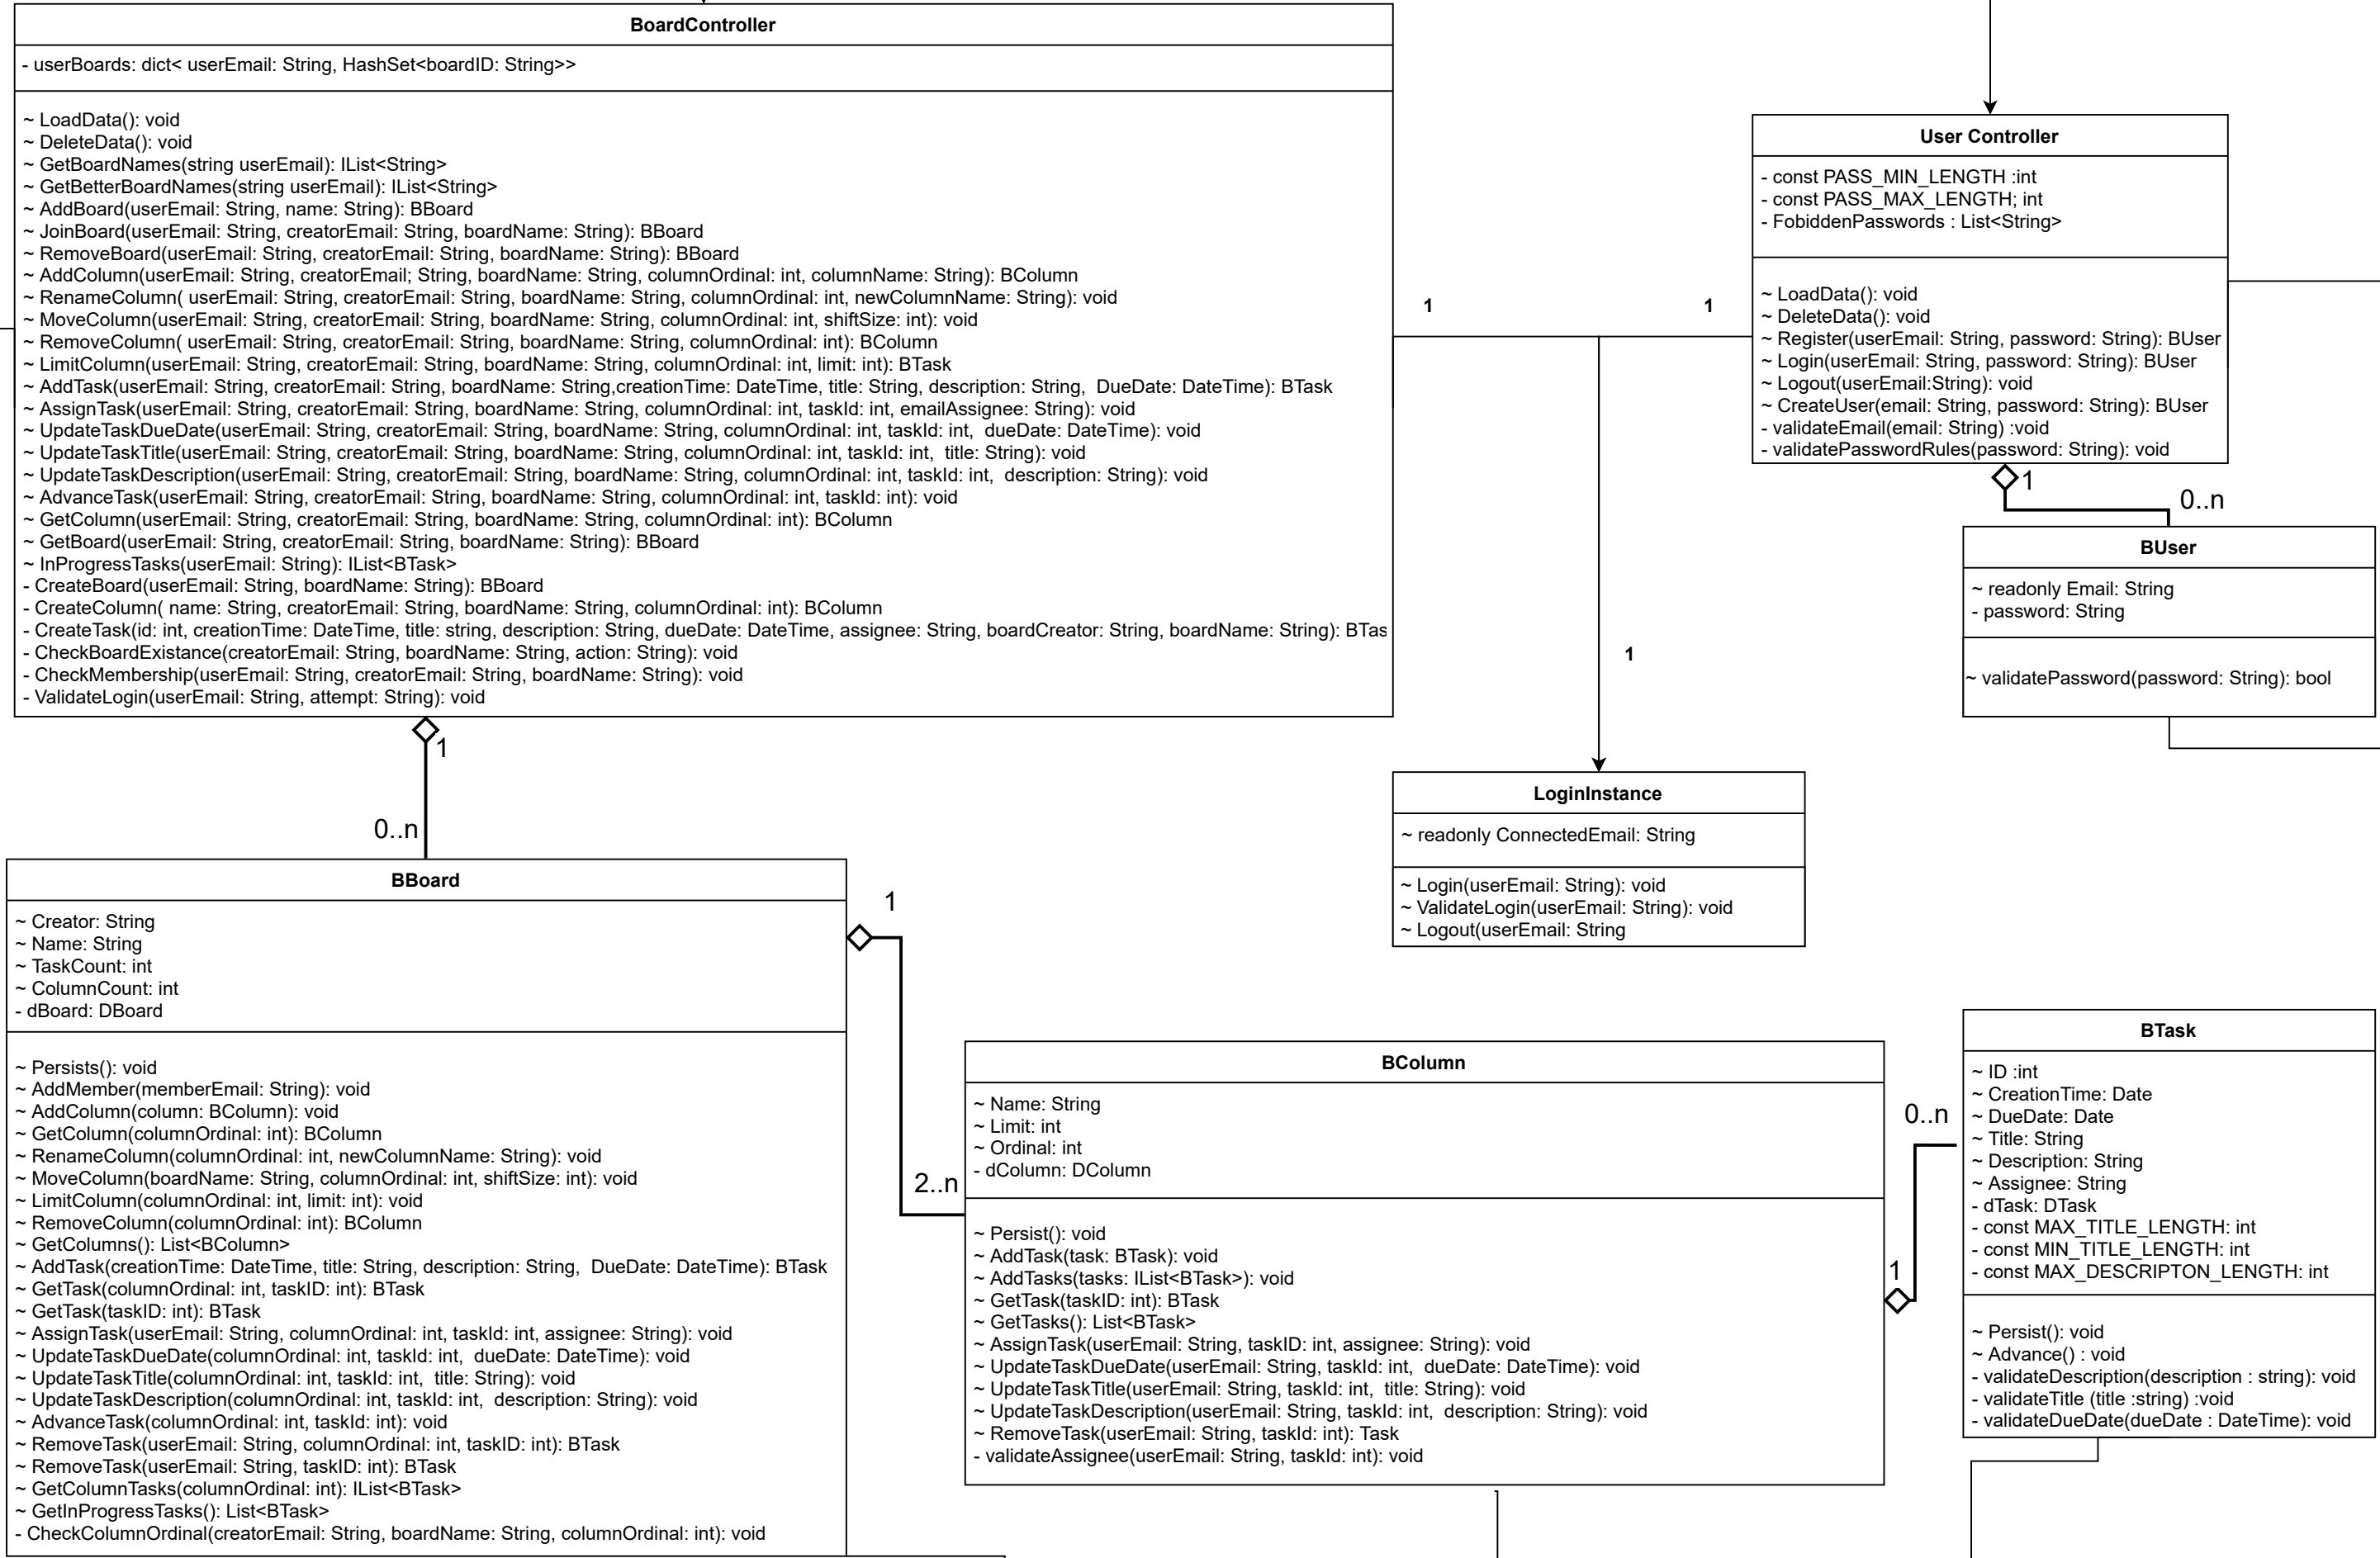 BoardController
- userBoards: dict< userEmail: String, HashSet<boardID: String>>
~ LoadData(): void
~ DeleteData(): void
~ GetBoardNames(string userEmail): IList<String>
~ GetBetterBoardNames(string userEmail): IList<String>
~ AddBoard(userEmail: String, name: String): BBoard
~ JoinBoard(userEmail: String, creatorEmail: String, boardName: String): BBoard
~ RemoveBoard(userEmail: String, creatorEmail: String, boardName: String): BBoard
~ AddColumn(userEmail: String, creatorEmail; String, boardName: String, columnOrdinal: int, columnName: String): BColumn
~ RenameColumn( userEmail: String, creatorEmail: String, boardName: String, columnOrdinal: int, newColumnName: String): void
~ MoveColumn(userEmail: String, creatorEmail: String, boardName: String, columnOrdinal: int, shiftSize: int): void
~ RemoveColumn( userEmail: String, creatorEmail: String, boardName: String, columnOrdinal: int): BColumn
~ LimitColumn(userEmail: String, creatorEmail: String, boardName: String, columnOrdinal: int, limit: int): BTask
~ AddTask(userEmail: String, creatorEmail: String, boardName: String,creationTime: DateTime, title: String, description: String,  DueDate: DateTime): BTask
~ AssignTask(userEmail: String, creatorEmail: String, boardName: String, columnOrdinal: int, taskId: int, emailAssignee: String): void
~ UpdateTaskDueDate(userEmail: String, creatorEmail: String, boardName: String, columnOrdinal: int, taskId: int,  dueDate: DateTime): void
~ UpdateTaskTitle(userEmail: String, creatorEmail: String, boardName: String, columnOrdinal: int, taskId: int,  title: String): void
~ UpdateTaskDescription(userEmail: String, creatorEmail: String, boardName: String, columnOrdinal: int, taskId: int,  description: String): void
~ AdvanceTask(userEmail: String, creatorEmail: String, boardName: String, columnOrdinal: int, taskId: int): void
~ GetColumn(userEmail: String, creatorEmail: String, boardName: String, columnOrdinal: int): BColumn
~ GetBoard(userEmail: String, creatorEmail: String, boardName: String): BBoard
~ InProgressTasks(userEmail: String): IList<BTask>
- CreateBoard(userEmail: String, boardName: String): BBoard
- CreateColumn( name: String, creatorEmail: String, boardName: String, columnOrdinal: int): BColumn
- CreateTask(id: int, creationTime: DateTime, title: string, description: String, dueDate: DateTime, assignee: String, boardCreator: String, boardName: String): BTas
- CheckBoardExistance(creatorEmail: String, boardName: String, action: String): void
- CheckMembership(userEmail: String, creatorEmail: String, boardName: String): void
- ValidateLogin(userEmail: String, attempt: String): void
1
1
1
User Controller
- const PASS_MIN_LENGTH :int
- const PASS_MAX_LENGTH; int
- FobiddenPasswords : List<String>
~ LoadData(): void
~ DeleteData(): void
~ Register(userEmail: String, password: String): BUser
~ Login(userEmail: String, password: String): BUser
~ Logout(userEmail:String): void
~ CreateUser(email: String, password: String): BUser
- validateEmail(email: String) :void
- validatePasswordRules(password: String): void
1
0..n
BUser
~ readonly Email: String
- password: String
~ validatePassword(password: String): bool
1
0..n
LoginInstance
~ readonly ConnectedEmail: String
~ Login(userEmail: String): void
~ ValidateLogin(userEmail: String): void
~ Logout(userEmail: String
BBoard
~ Creator: String
~ Name: String
~ TaskCount: int
~ ColumnCount: int
- dBoard: DBoard
~ Persists(): void
~ AddMember(memberEmail: String): void
~ AddColumn(column: BColumn): void
~ GetColumn(columnOrdinal: int): BColumn
~ RenameColumn(columnOrdinal: int, newColumnName: String): void
~ MoveColumn(boardName: String, columnOrdinal: int, shiftSize: int): void
~ LimitColumn(columnOrdinal: int, limit: int): void
~ RemoveColumn(columnOrdinal: int): BColumn
~ GetColumns(): List<BColumn>
~ AddTask(creationTime: DateTime, title: String, description: String,  DueDate: DateTime): BTask
~ GetTask(columnOrdinal: int, taskID: int): BTask
~ GetTask(taskID: int): BTask
~ AssignTask(userEmail: String, columnOrdinal: int, taskId: int, assignee: String): void
~ UpdateTaskDueDate(columnOrdinal: int, taskId: int,  dueDate: DateTime): void
~ UpdateTaskTitle(columnOrdinal: int, taskId: int,  title: String): void
~ UpdateTaskDescription(columnOrdinal: int, taskId: int,  description: String): void
~ AdvanceTask(columnOrdinal: int, taskId: int): void
~ RemoveTask(userEmail: String, columnOrdinal: int, taskID: int): BTask
~ RemoveTask(userEmail: String, taskID: int): BTask
~ GetColumnTasks(columnOrdinal: int): IList<BTask>
~ GetInProgressTasks(): List<BTask>
- CheckColumnOrdinal(creatorEmail: String, boardName: String, columnOrdinal: int): void
1
2..n
BColumn
~ Name: String
~ Limit: int
~ Ordinal: int
- dColumn: DColumn
~ Persist(): void
~ AddTask(task: BTask): void
~ AddTasks(tasks: IList<BTask>): void
~ GetTask(taskID: int): BTask
~ GetTasks(): List<BTask>
~ AssignTask(userEmail: String, taskID: int, assignee: String): void
~ UpdateTaskDueDate(userEmail: String, taskId: int,  dueDate: DateTime): void
~ UpdateTaskTitle(userEmail: String, taskId: int,  title: String): void
~ UpdateTaskDescription(userEmail: String, taskId: int,  description: String): void
~ RemoveTask(userEmail: String, taskId: int): Task
- validateAssignee(userEmail: String, taskId: int): void
0..n
1
BTask
~ ID :int
~ CreationTime: Date
~ DueDate: Date
~ Title: String
~ Description: String
~ Assignee: String
- dTask: DTask
- const MAX_TITLE_LENGTH: int
- const MIN_TITLE_LENGTH: int
- const MAX_DESCRIPTON_LENGTH: int
~ Persist(): void
~ Advance() : void
- validateDescription(description : string): void
- validateTitle (title :string) :void
- validateDueDate(dueDate : DateTime): void